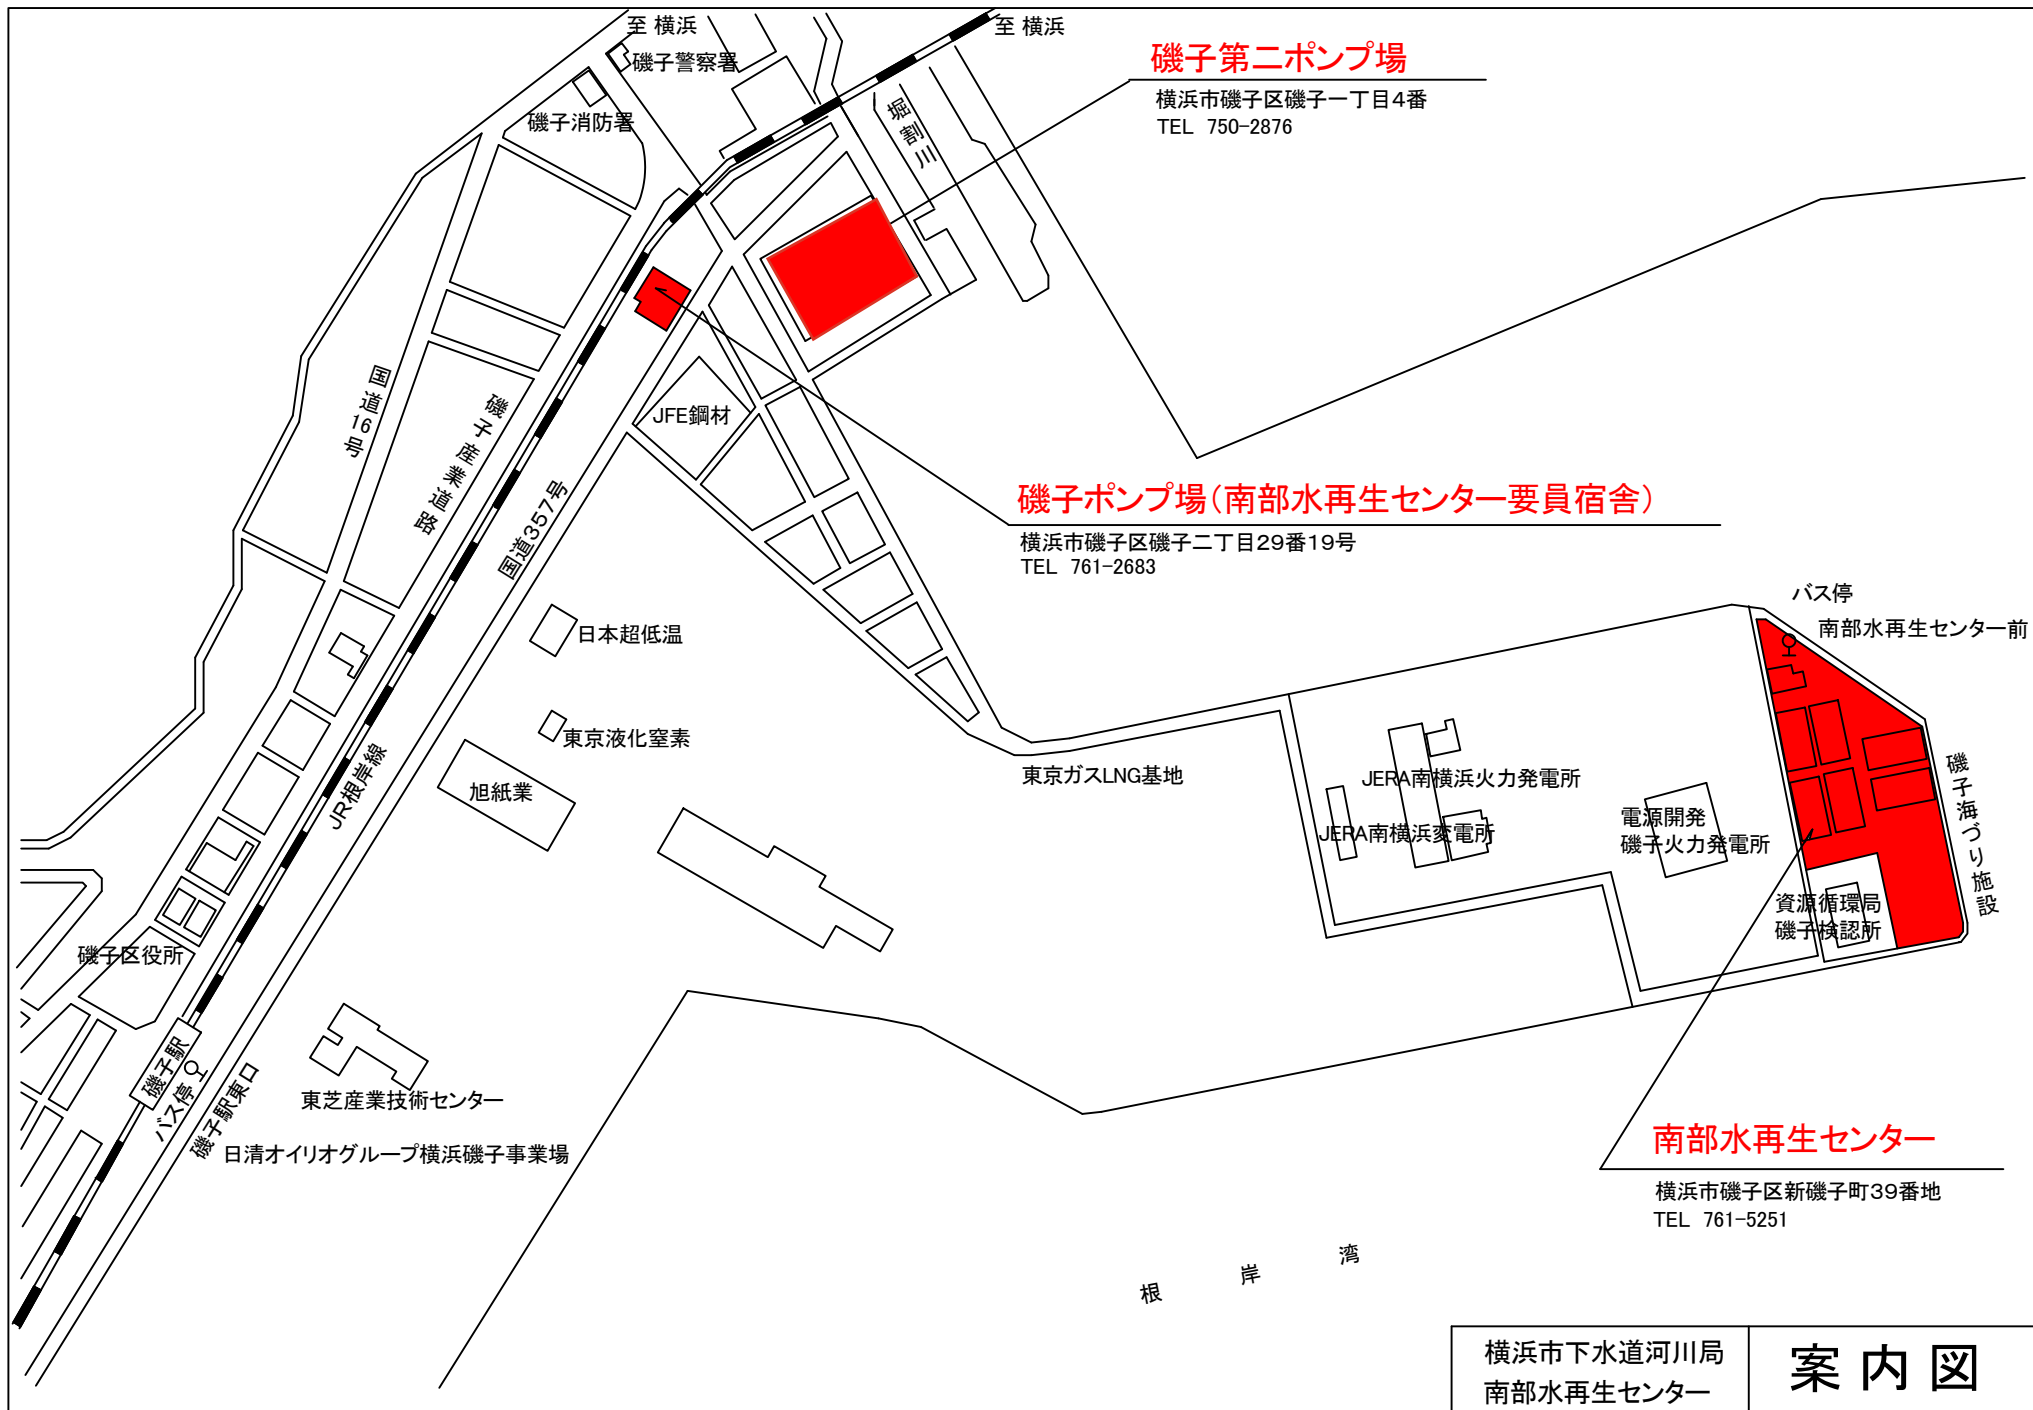 至 横浜
至 横浜
磯子警察署
磯子消防署
堀割川
磯子第二ポンプ場
横浜市磯子区磯子一丁目4番
TEL 750-2876
国道16号
磯子産業道路
JFE鋼材
国道357号
磯子ポンプ場(南部水再生センター要員宿舎)
横浜市磯子区磯子二丁目29番19号
TEL 761-2683
バス停
南部水再生センター前
日本超低温
東京液化窒素
旭紙業
JR根岸線
東京ガスLNG基地
JERA南横浜火力発電所
JERA南横浜変電所
電源開発
磯子火力発電所
磯子海づり施設
資源循環局
磯子検認所
磯子区役所
磯子駅
バス停
磯子駅東口
東芝産業技術センター
日清オイリオグループ横浜磯子事業場
南部水再生センター
横浜市磯子区新磯子町39番地
TEL 761-5251
根岸湾
横浜市下水道河川局
南部水再生センター
案内図